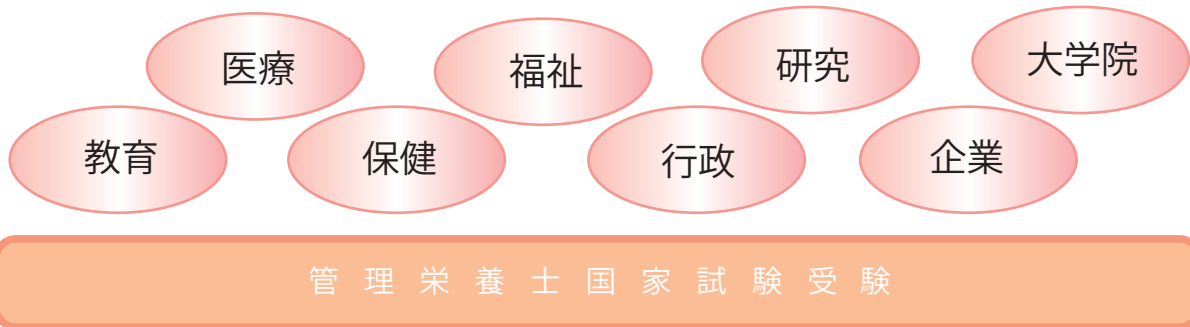 医療
福祉
研究
大学院
教育
保健
行政
企業
管理栄養士国家試験受験